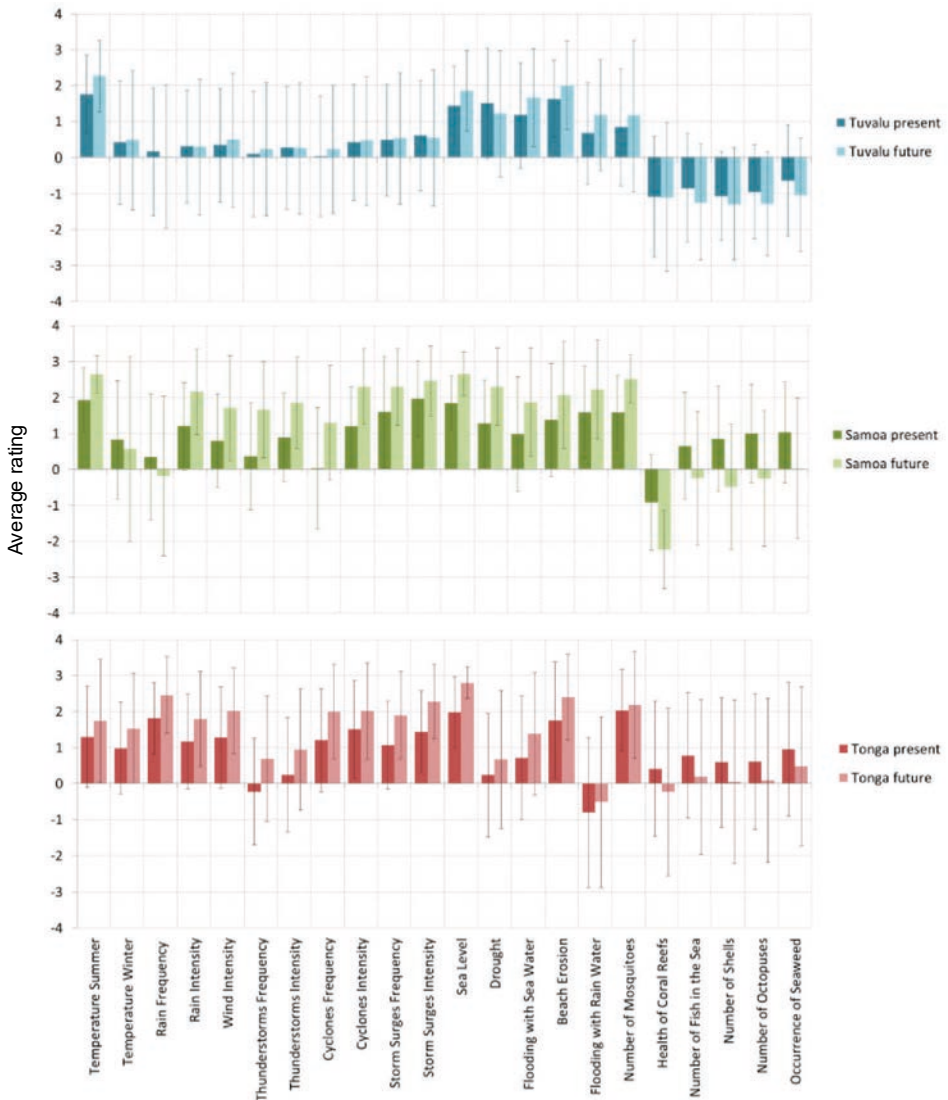 4
3
2
1
0
-1
-2
-3
-4
Tuvalu present
Tuvalu future
Average rating
4
3
2
1
0
-1
-2
-3
-4
Samoa present
Samoa future
4
3
2
1
0
-1
-2
-3
-4
Tonga present
Tonga future
Temperature Summer
Temperature Winter
Rain Frequency
Rain Intensity
Wind Intensity
Thunderstorms Frequency
Thunderstorms Intensity
Cyclones Frequency
Cyclones Intensity
Storm Surges Frequency
Storm Surges Intensity
Sea Level
Drought
Flooding with Sea Water
Beach Erosion
Flooding with Rain Water
Number of Mosquitoes
Health of Coral Reefs
Number of Fish in the Sea
Number of Shells
Number of Octopuses
Occurrence of Seaweed